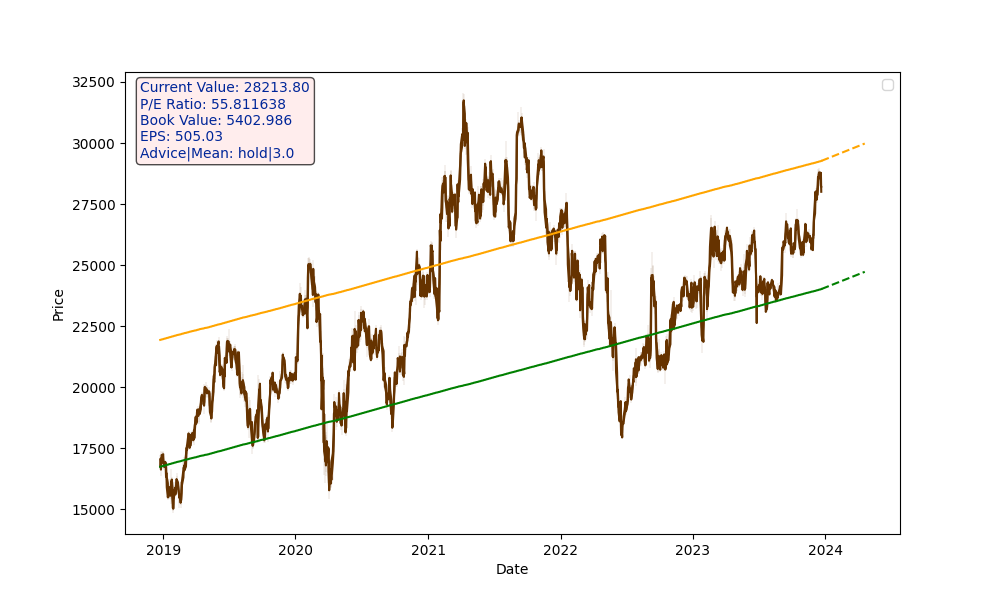 32500
30000
27500
25000
22500
20000
17500
15000
Price
Current Value: 28213.80
P/E Ratio: 55.811638
Book Value: 5402.986
EPS: 505.03
Advice|Mean: hold|3.0
2019 2020 2021 2022 2023 2024
Date